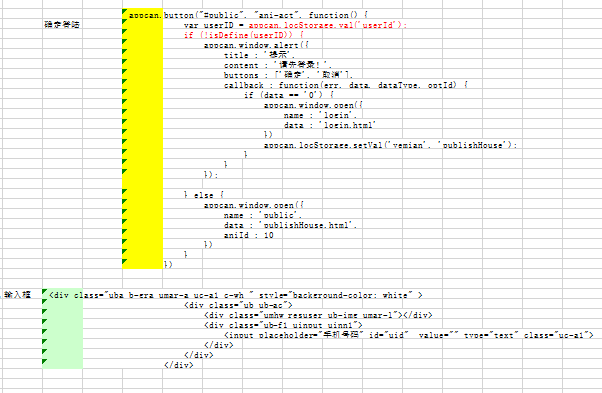 appcan.button("#public", "ani-act", function() {
确定登陆 var userID = appcan.locStorage.val('userId');
if (!isDefine(userID)) {
appcan.window.alert({
title : '提示',
content : '请先登录！',
buttons : ['确定', '取消'],
callback : function(err, data, dataType, optId) {
if (data == '0') {
appcan.window.open({
name : 'login',
data : 'login.html'
})
appcan.locStorage.setVal('yemian', 'publishHouse');
}
}
});
} else {
appcan.window.open({
name : 'public',
data : 'publishHouse.html',
aniId : 10
})
}
})
输入框 <div class="uba b-gra umar-a uc-a1 c-wh " style="background-color: white" >
<div class="ub ub-ac">
<div class="umhw resuser ub-img umar-l"></div>
<div class="ub-f1 uinput uinn1">
<input placeholder="手机号码" id="uid" value="" type="text" class="uc-a1">
</div>
</div>
</div>